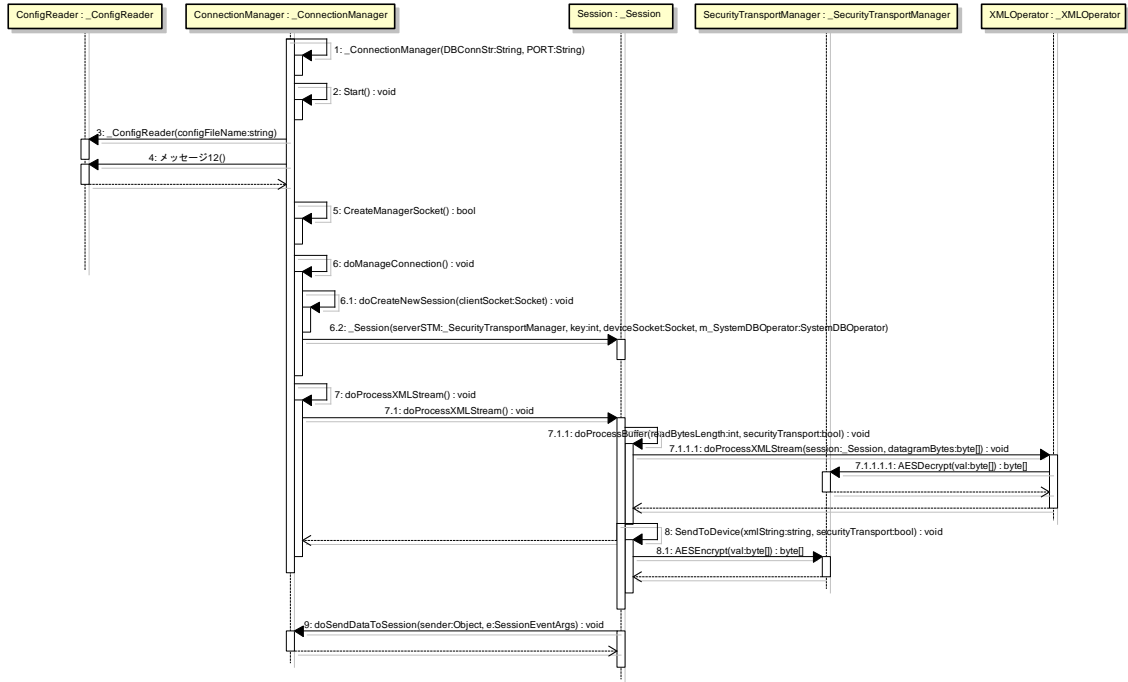 ConfigReader : _ConfigReader
ConnectionManager : _ConnectionManager
Session : _Session
SecurityTransportManager : _SecurityTransportManager
XMLOperator : _XMLOperator
1: _ConnectionManager(DBConnStr:String, PORT:String)
2: Start() : void
3: _ConfigReader(configFileName:string)
4: メッセージ12()
5: CreateManagerSocket() : bool
6: doManageConnection() : void
6.1: doCreateNewSession(clientSocket:Socket) : void
6.2: _Session(serverSTM:_SecurityTransportManager, key:int, deviceSocket:Socket, m_SystemDBOperator:SystemDBOperator)
7: doProcessXMLStream() : void
7.1: doProcessXMLStream() : void
7.1.1: doProcessBuffer(readBytesLength:int, securityTransport:bool) : void
7.1.1.1: doProcessXMLStream(session:_Session, datagramBytes:byte[]) : void
7.1.1.1.1: AESDecrypt(val:byte[]) : byte[]
8: SendToDevice(xmlString:string, securityTransport:bool) : void
8.1: AESEncrypt(val:byte[]) : byte[]
9: doSendDataToSession(sender:Object, e:SessionEventArgs) : void